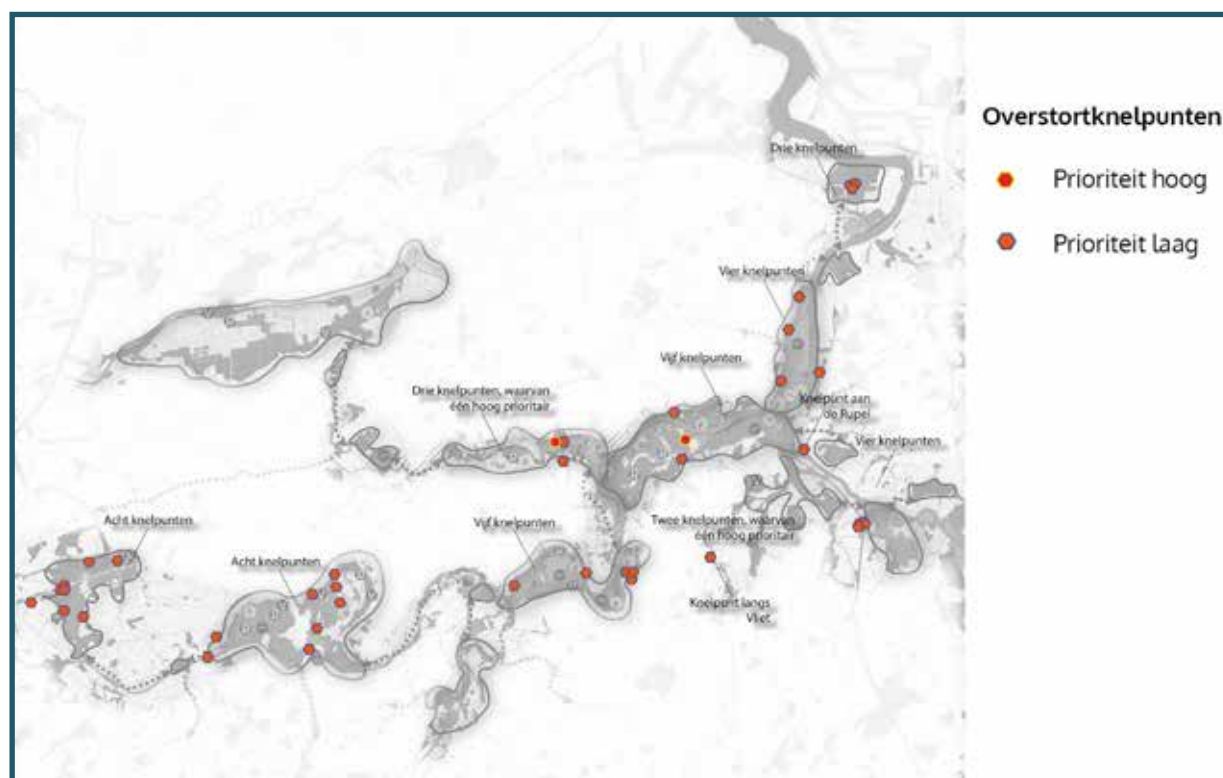 Overstortknelpunten
Prioriteit hoog
Prioriteit laag
Drie knelpunten
Vier knelpunten
Vijf knelpunten
Drie knelpunten, waarvan
één hoog prioritair
Knelpunt aan
de Rupel
Vier knelpunten
Acht knelpunten
Vijf knelpunten
Twee knelpunten, waarvan
één hoog prioritair
Acht knelpunten
Knelpunt langs
Vliet